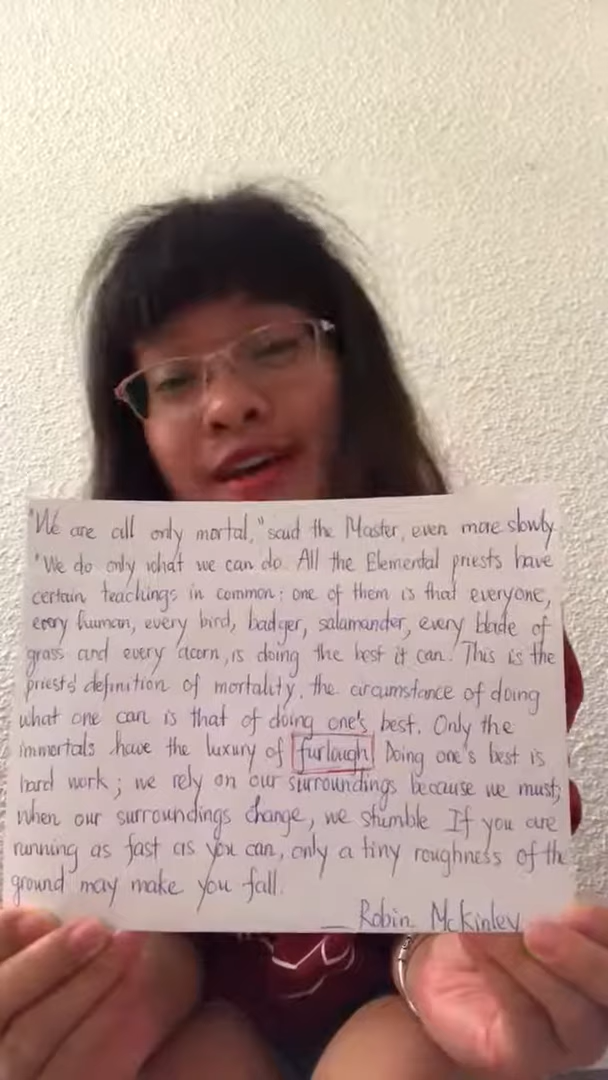 "We are all only mortal," said the Master, even more slowly.
"We do only what we can do. All the Elemental priests have
certain teachings in common: one of them is that everyone,
every human, every bird, badger, salamander, every blade of
grass and every acorn, is doing the best it can. This is the
priests' definition of mortality: the circumstance of doing
what one can is that of doing one's best. Only the
immortals have the luxury of furlough. Doing one's best is
hard work; we rely on our surroundings because we must;
when our surroundings change, we stumble. If you are
running as fast as you can, only a tiny roughness of the
ground may make you fall.
— Robin McKinley